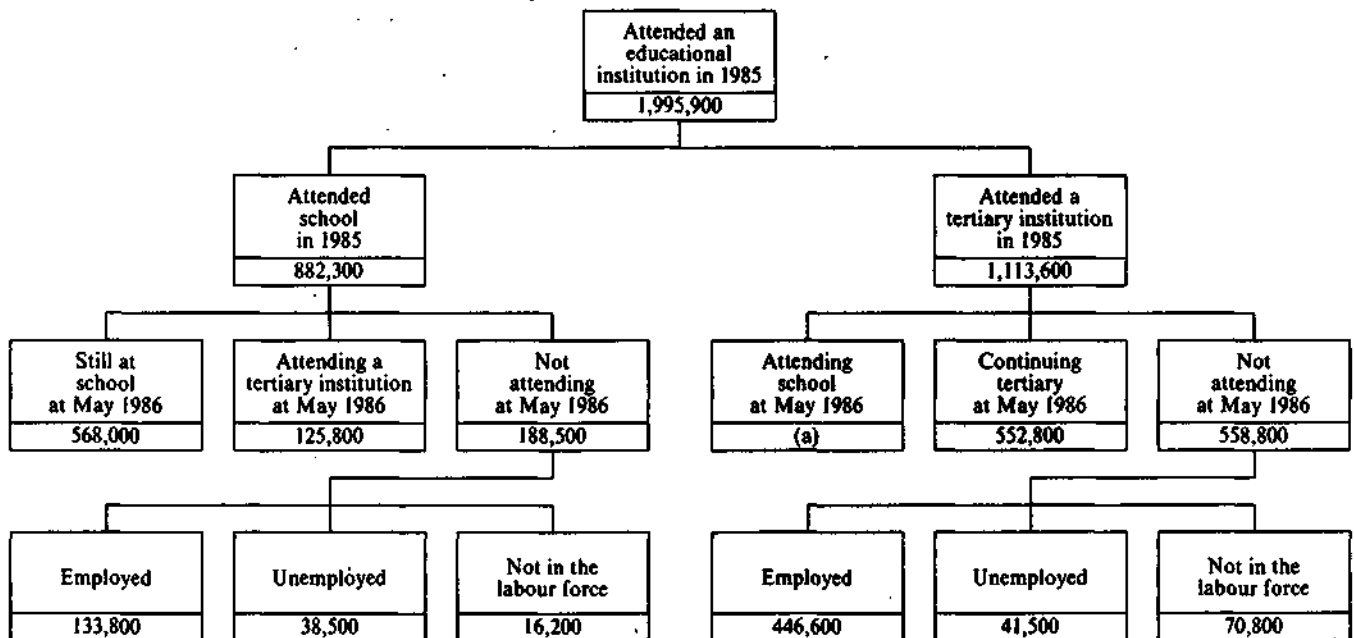 Attended an
educational
institution in 1985
1,995,900
Attended
school
in 1985
882,300
Attended a
tertiary institution
in 1985
1,113,600
Still at
school
at May 1986
568,000
Attending a
tertiary institution
at May 1986
125,800
Not
attending
at May 1986
188,500
Attending
school
at May 1986
(a)
Continuing
tertiary
at May 1986
552,800
Not
attending
at May 1986
558,800
Employed
133,800
Unemployed
38,500
Not in the
labour force
16,200
Employed
446,600
Unemployed
41,500
Not in the
labour force
70,800